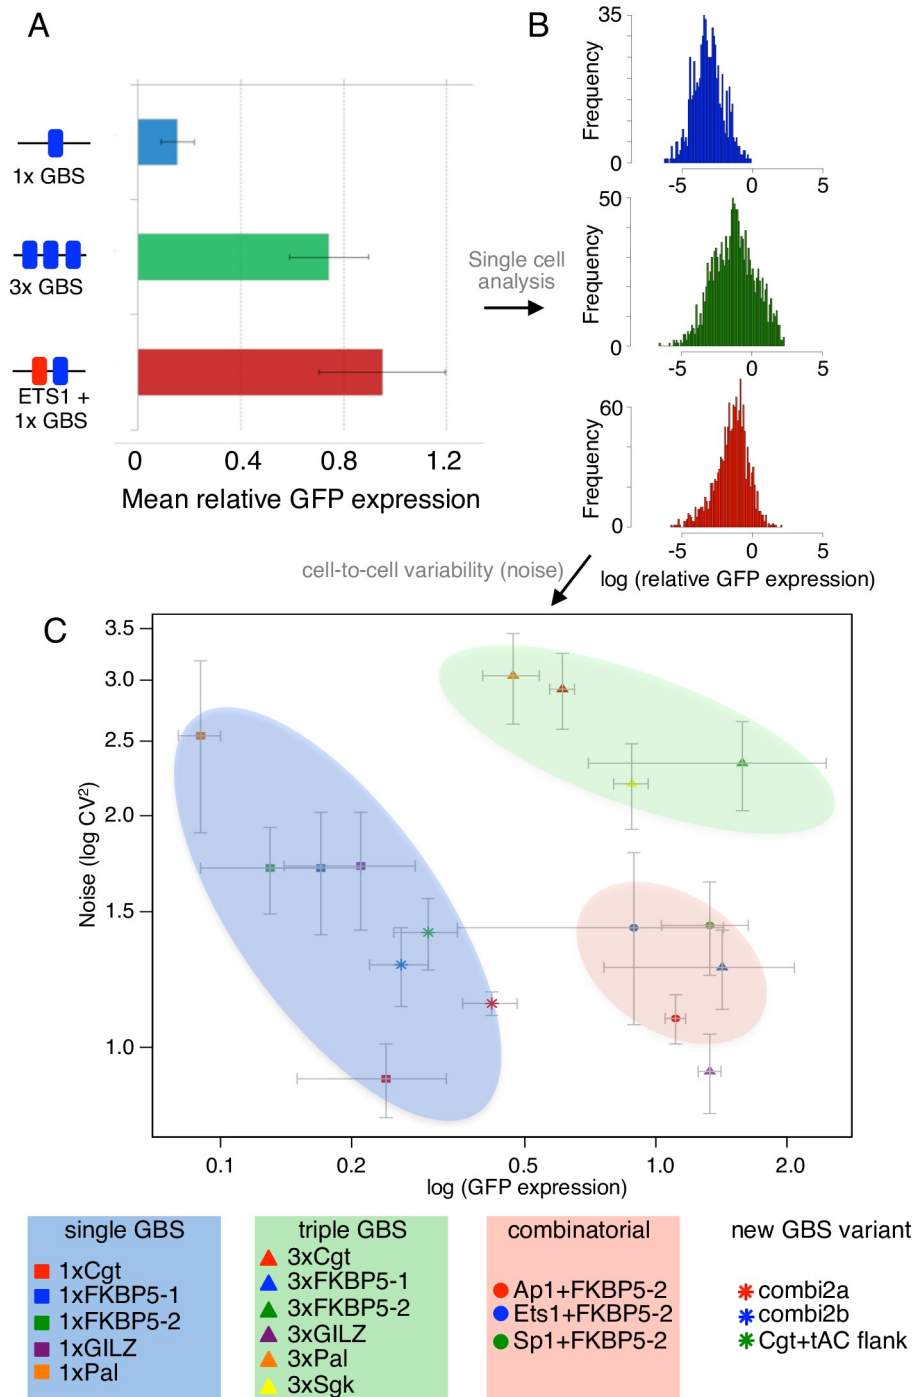 A
1x GBS
3x GBS
ETS1 +
1x GBS
0 0.4 0.8 1.2
Mean relative GFP expression
Single cell
analysis
B
35
Frequency
0
-5 0 5
50
Frequency
0
-5 0 5
60
Frequency
0
-5 0 5
log (relative GFP expression)
cell-to-cell variability (noise)
C
3.5
3.0
2.5
2.0
1.5
1.0
Noise (log CV²)
0.1 0.2 0.5 1.0 2.0
log (GFP expression)
single GBS
1xCgt
1xFKBP5-1
1xFKBP5-2
1xGILZ
1xPal
triple GBS
3xCgt
3xFKBP5-1
3xFKBP5-2
3xGILZ
3xPal
3xSgk
combinatorial
Ap1+FKBP5-2
Ets1+FKBP5-2
Sp1+FKBP5-2
new GBS variant
combi2a
combi2b
Cgt+tAC flank